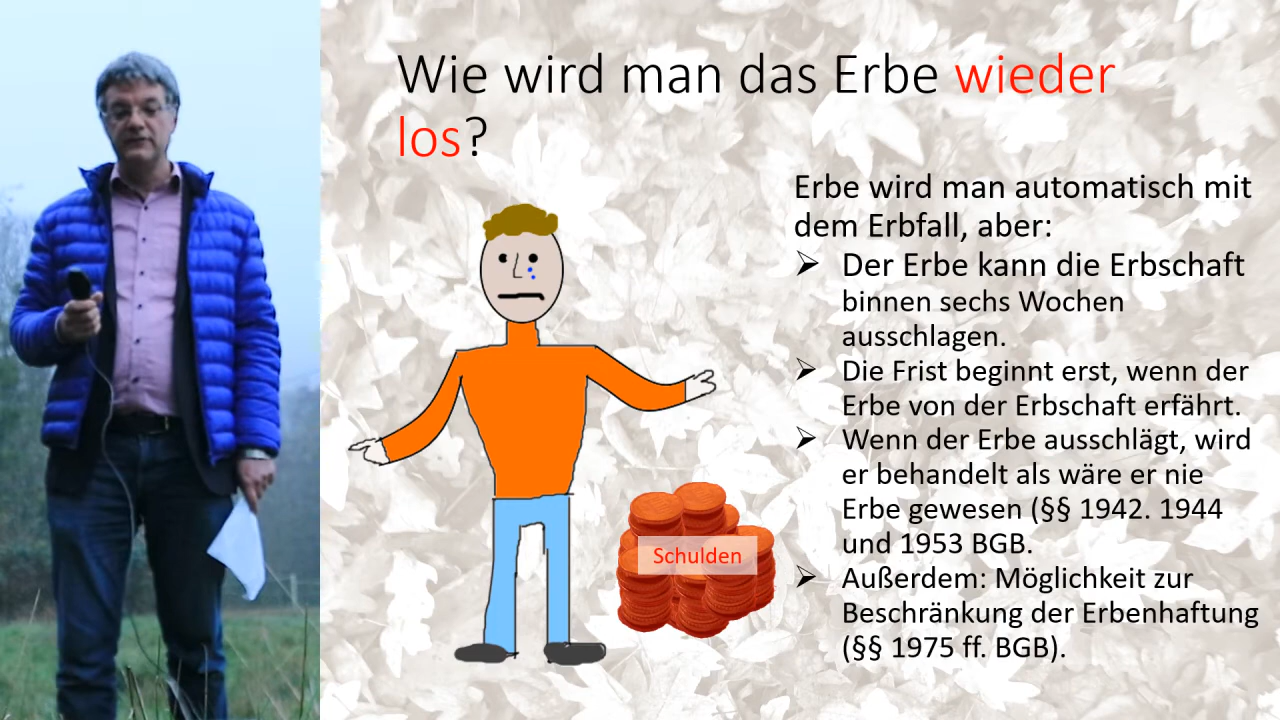 Wie wird man das Erbe wieder
los?
Erbe wird man automatisch mit
dem Erbfall, aber:
➢ Der Erbe kann die Erbschaft
binnen sechs Wochen
ausschlagen.
➢ Die Frist beginnt erst, wenn der
Erbe von der Erbschaft erfährt.
➢ Wenn der Erbe ausschlägt, wird
er behandelt als wäre er nie
Erbe gewesen (§§ 1942. 1944
und 1953 BGB.
➢ Außerdem: Möglichkeit zur
Beschränkung der Erbenhaftung
(§§ 1975 ff. BGB).
Schulden